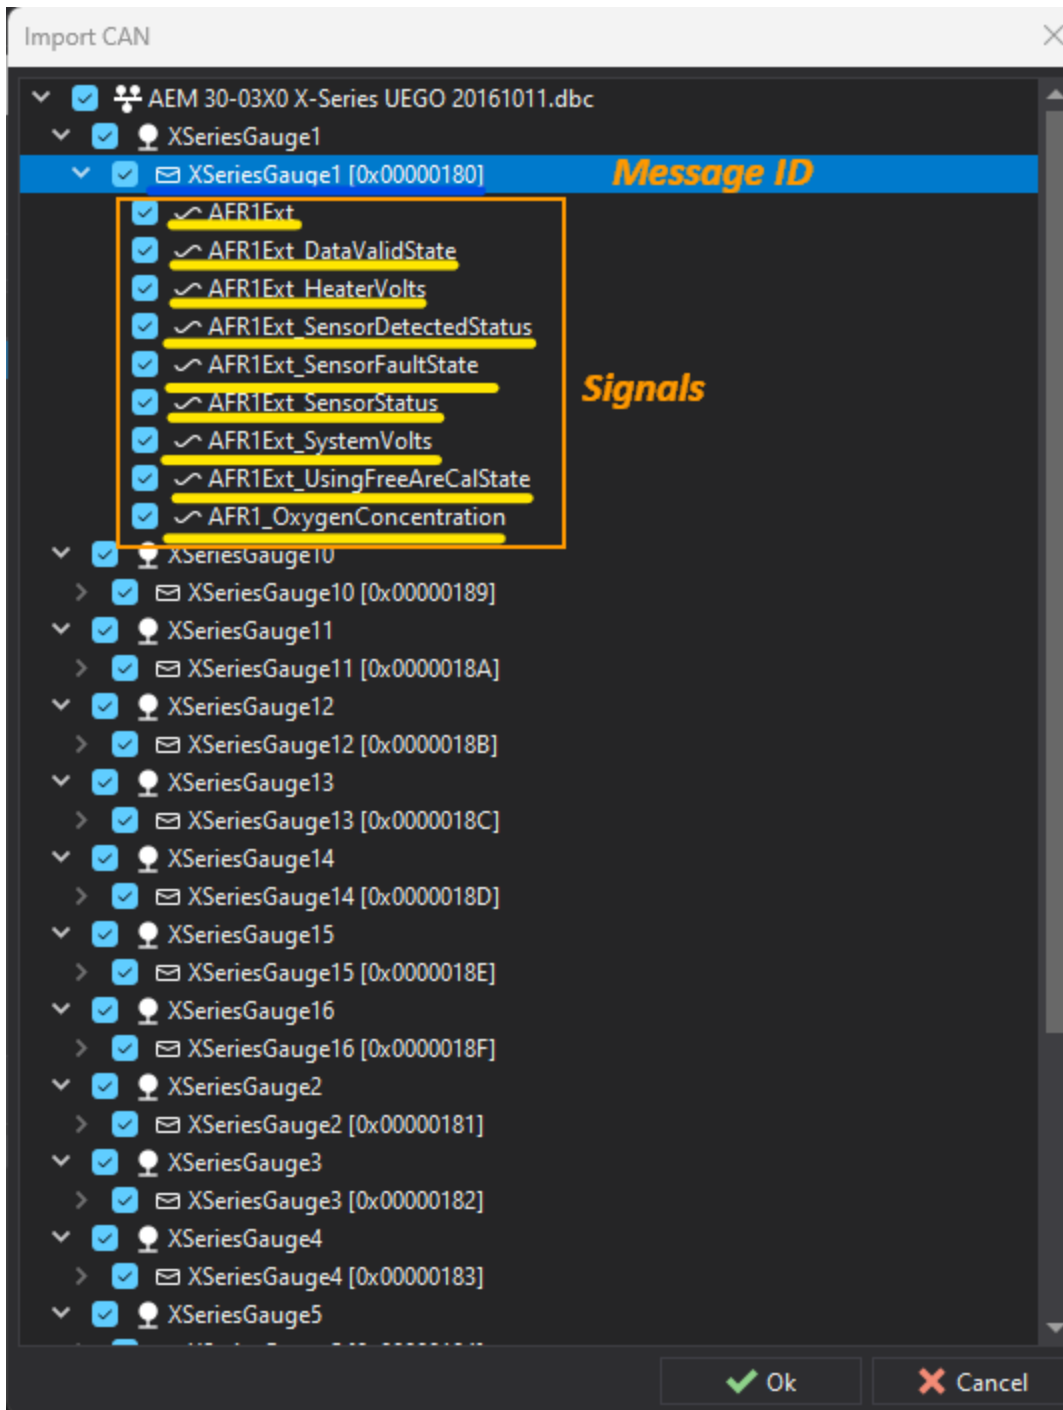 Import CAN
AEM 30-03X0 X-Series UEGO 20161011.dbc
XSeriesGauge1
XSeriesGauge1 [0x00000180] Message ID
AFR1Ext
AFR1Ext_DataValidState
AFR1Ext_HeaterVolts
AFR1Ext_SensorDetectedStatus
AFR1Ext_SensorFaultState
Signals
AFR1Ext_SensorStatus
AFR1Ext_SystemVolts
AFR1Ext_UsingFreeAreCalState
AFR1_OxygenConcentration
XSeriesGauge10
XSeriesGauge10 [0x00000189]
XSeriesGauge11
XSeriesGauge11 [0x0000018A]
XSeriesGauge12
XSeriesGauge12 [0x0000018B]
XSeriesGauge13
XSeriesGauge13 [0x0000018C]
XSeriesGauge14
XSeriesGauge14 [0x0000018D]
XSeriesGauge15
XSeriesGauge15 [0x0000018E]
XSeriesGauge16
XSeriesGauge16 [0x0000018F]
XSeriesGauge2
XSeriesGauge2 [0x00000181]
XSeriesGauge3
XSeriesGauge3 [0x00000182]
XSeriesGauge4
XSeriesGauge4 [0x00000183]
XSeriesGauge5
Ok Cancel